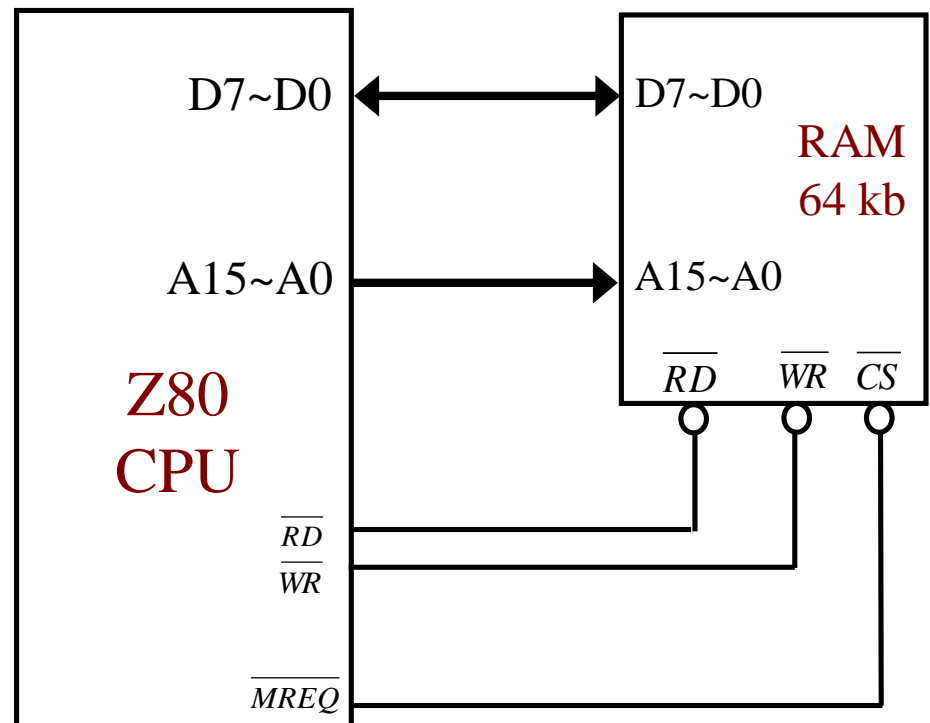 D7~D0
D7~D0
RAM
64 kb
A15~A0
A15~A0
RD WR CS
Z80
CPU
RD
WR
MREQ